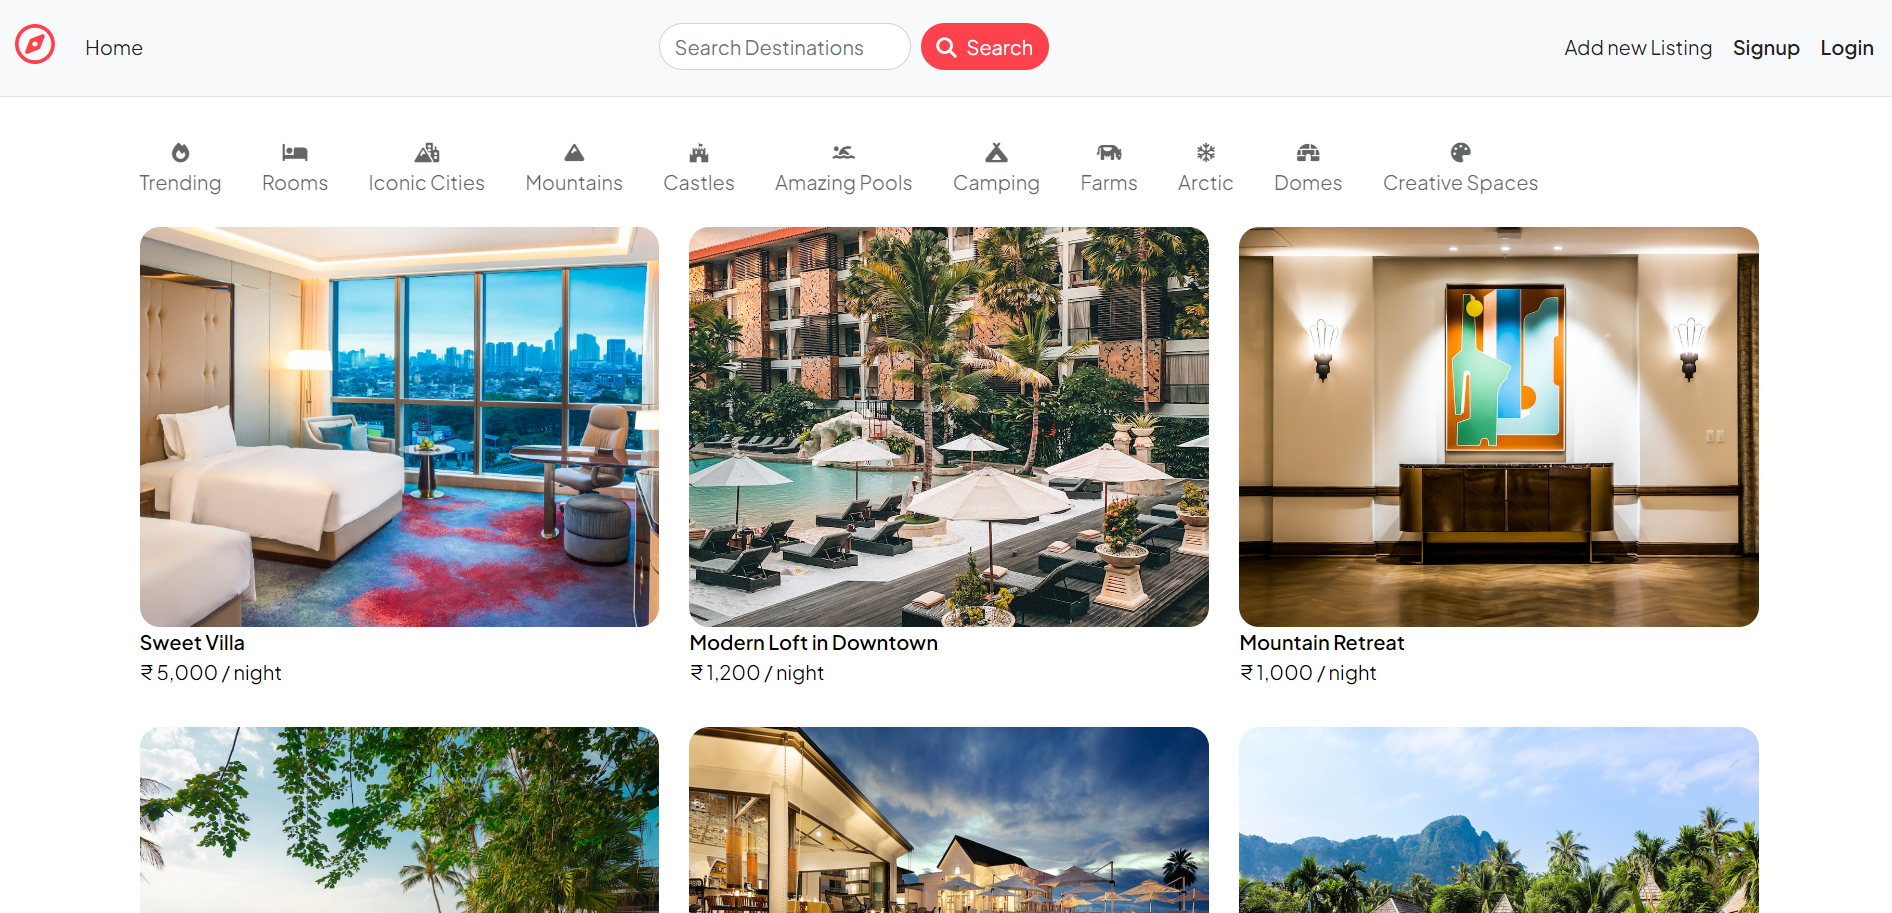 Home
Search Destinations
Search
Add new Listing
Signup
Login
Trending
Rooms
Iconic Cities
Mountains
Castles
Amazing Pools
Camping
Farms
Arctic
Domes
Creative Spaces
Sweet Villa
₹ 5,000 / night
Modern Loft in Downtown
₹ 1,200 / night
Mountain Retreat
₹ 1,000 / night